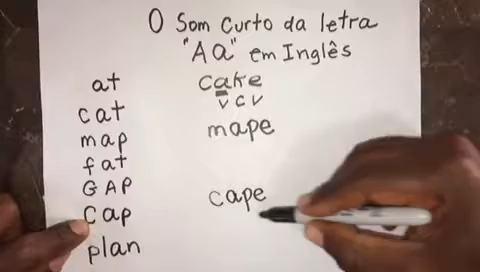 O Som Curto da letra
"Aa" em Inglês
at
cat
map
fat
GAP
Cap
plan
cake
VCV
mape
cape